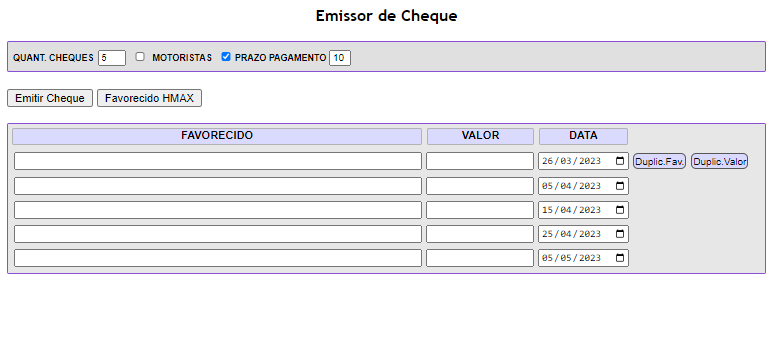 Emissor de Cheque
QUANT. CHEQUES 5 MOTORISTAS PRAZO PAGAMENTO 10
Emitir Cheque Favorecido HMAX
FAVORECIDO VALOR DATA
26/03/2023 Duplic.Fav. Duplic.Valor
05/04/2023
15/04/2023
25/04/2023
05/05/2023